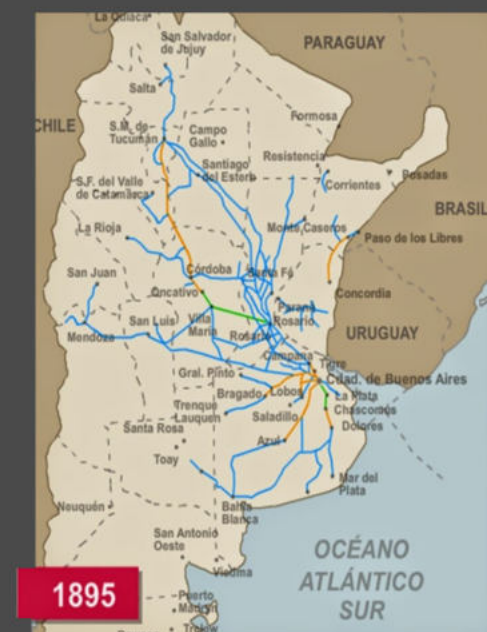 La Quiaca
PARAGUAY
San Salvador
de Jujuy
Salta
CHILE
Formosa
S.M. de
Tucumán
Campo
Gallo
Resistencia
Santiago
del Estero
Posadas
Corrientes
S.F. del Valle
de Catamarca
BRASIL
La Rioja
Monte Caseros
Paso de los Libres
San Juan
Córdoba
Santa Fé
Oncativo
Concordia
Paraná
San Luis
Villa
María
Rosario
Rosario
Mendoza
URUGUAY
Campana
Tigre
Gral. Pinto
Cdad. de Buenos Aires
Bragado
Lobos
La Plata
Trenque
Lauquen
Saladillo
Chascomús
Dolores
Santa Rosa
Azul
Toay
Mar del
Plata
Neuquén
Bahía
Blanca
San Antonio
Oeste
OCÉANO
ATLÁNTICO
SUR
Viedma
1895
Puerto
Madryn
Trelew